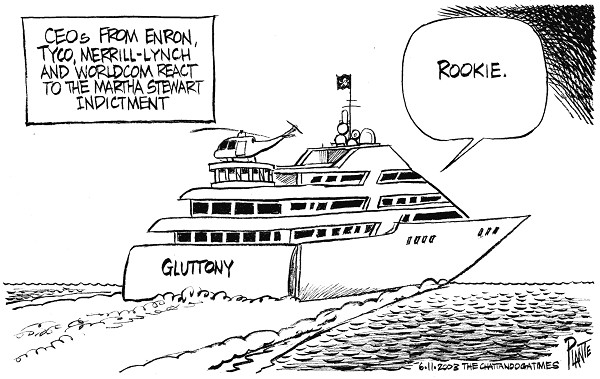 CEOs FROM ENRON,
TYCO, MERRILL-LYNCH
AND WORLDCOM REACT
TO THE MARTHA STEWART
INDICTMENT
ROOKIE.
GLUTTONY
PLANTE
6.11.2003 THE CHATTANOOGA TIMES